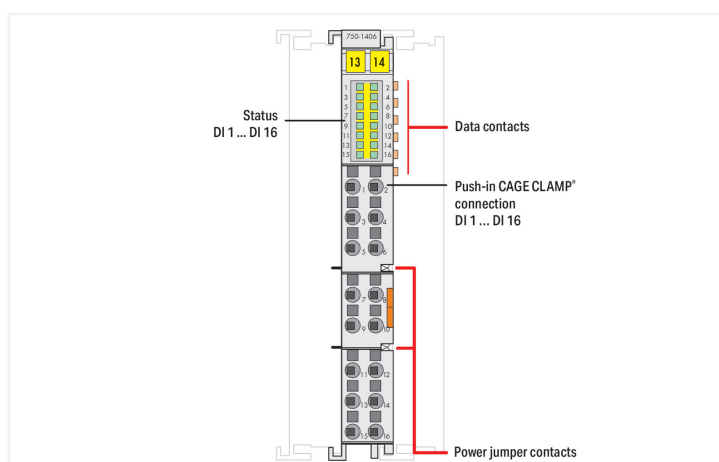 750-1406
13 14
1 2
3 4
5 6
7 8
9 10
11 12
13 14
15 16
Status
DI 1 ... DI 16
Data contacts
Push-in CAGE CLAMP®
connection
DI 1 ... DI 16
1 2
3 4
5 6
7 8
9 10
11 12
13 14
15 16
Power jumper contacts